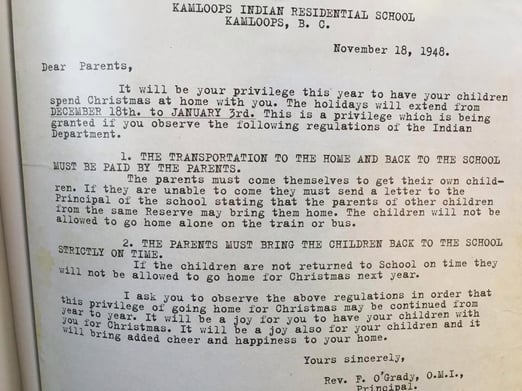 KAMLOOPS INDIAN RESIDENTIAL SCHOOL
KAMLOOPS, B. C.
November 18, 1948.
Dear Parents,
It will be your privilege this year to have your children
spend Christmas at home with you. The holidays will extend from
DECEMBER 18th. to JANUARY 3rd. This is a privilege which is being
granted if you observe the following regulations of the Indian
Department.
1. THE TRANSPORTATION TO THE HOME AND BACK TO THE SCHOOL
MUST BE PAID BY THE PARENTS.
The parents must come themselves to get their own child-
ren. If they are unable to come they must send a letter to the
Principal of the school stating that the parents of other children
from the same Reserve may bring them home. The children will not be
allowed to go home alone on the train or bus.
2. THE PARENTS MUST BRING THE CHILDREN BACK TO THE SCHOOL
STRICTLY ON TIME.
If the children are not returned to School on time they
will not be allowed to go home for Christmas next year.
I ask you to observe the above regulations in order that
this privilege of going home for Christmas may be continued from
year to year. It will be a joy for you to have your children with
you for Christmas. It will be a joy also for your children and it
will bring added cheer and happiness to your home.
Yours sincerely,
Rev. F. O'Grady, O.M.I.,
Principal.